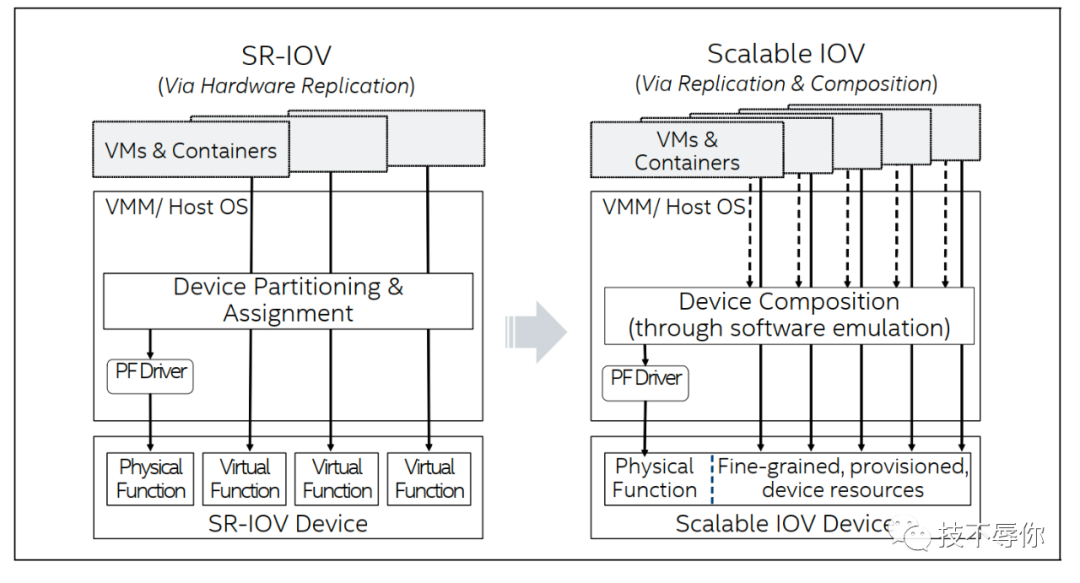 SR-IOV
(Via Hardware Replication)
VMs & Containers
VMM/ Host OS
Device Partitioning &
Assignment
PF Driver
Physical
Function
Virtual
Function
Virtual
Function
Virtual
Function
SR-IOV Device
Scalable IOV
(Via Replication & Composition)
VMs &
Containers
VMM/ Host OS
Device Composition
(through software emulation)
PF Driver
Physical
Function
Fine-grained, provisioned,
device resources
Scalable IOV Device
技不辱你